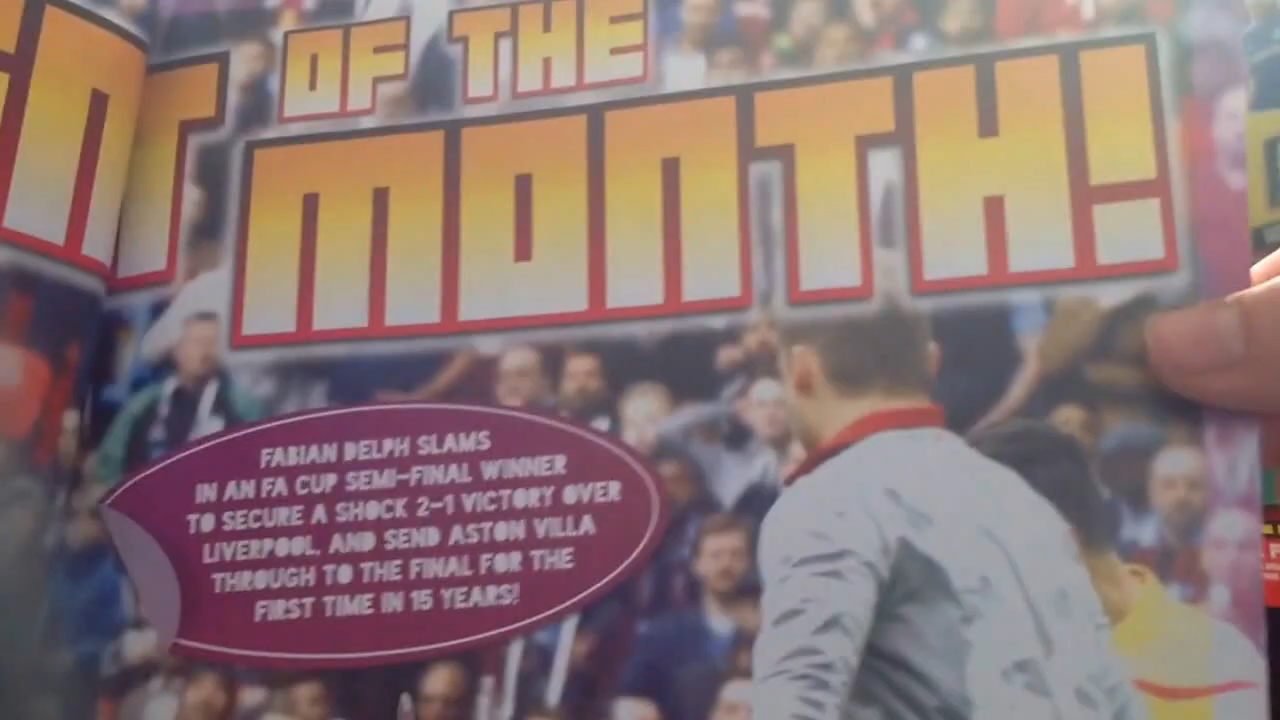 OF THE
MONTH!
FABIAN DELPH SLAMS
IN AN FA CUP SEMI-FINAL WINNER
TO SECURE A SHOCK 2-1 VICTORY OVER
LIVERPOOL, AND SEND ASTON VILLA
THROUGH TO THE FINAL FOR THE
FIRST TIME IN 15 YEARS!